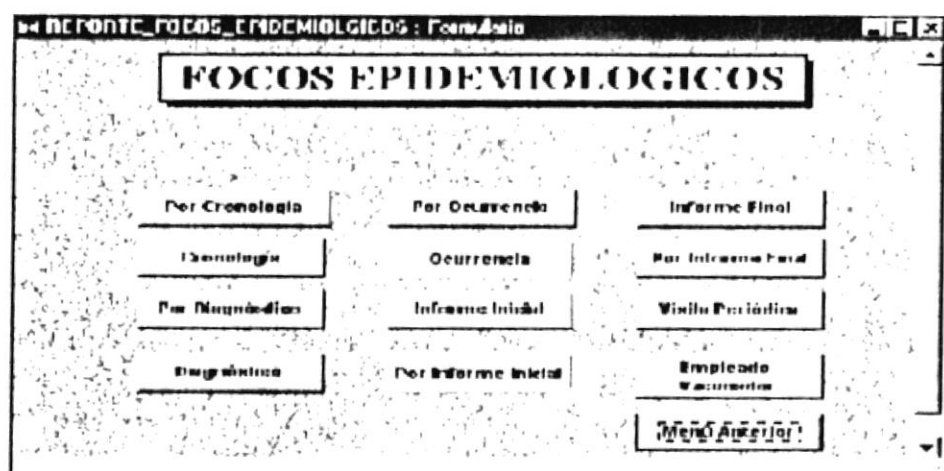 REPORTE_FOCOS_EPIDEMIOLGICOS : Formulario
FOCOS EPIDEMIOLOGICOS
Por Cronologia
Por Ocurrencia
Informe Final
Cronología
Ocurrencia
Por Informe Final
Por Diagnóstico
Informe Inicial
Visita Periódica
Diagnóstico
Por Informe Inicial
Empleado
Menú Anterior